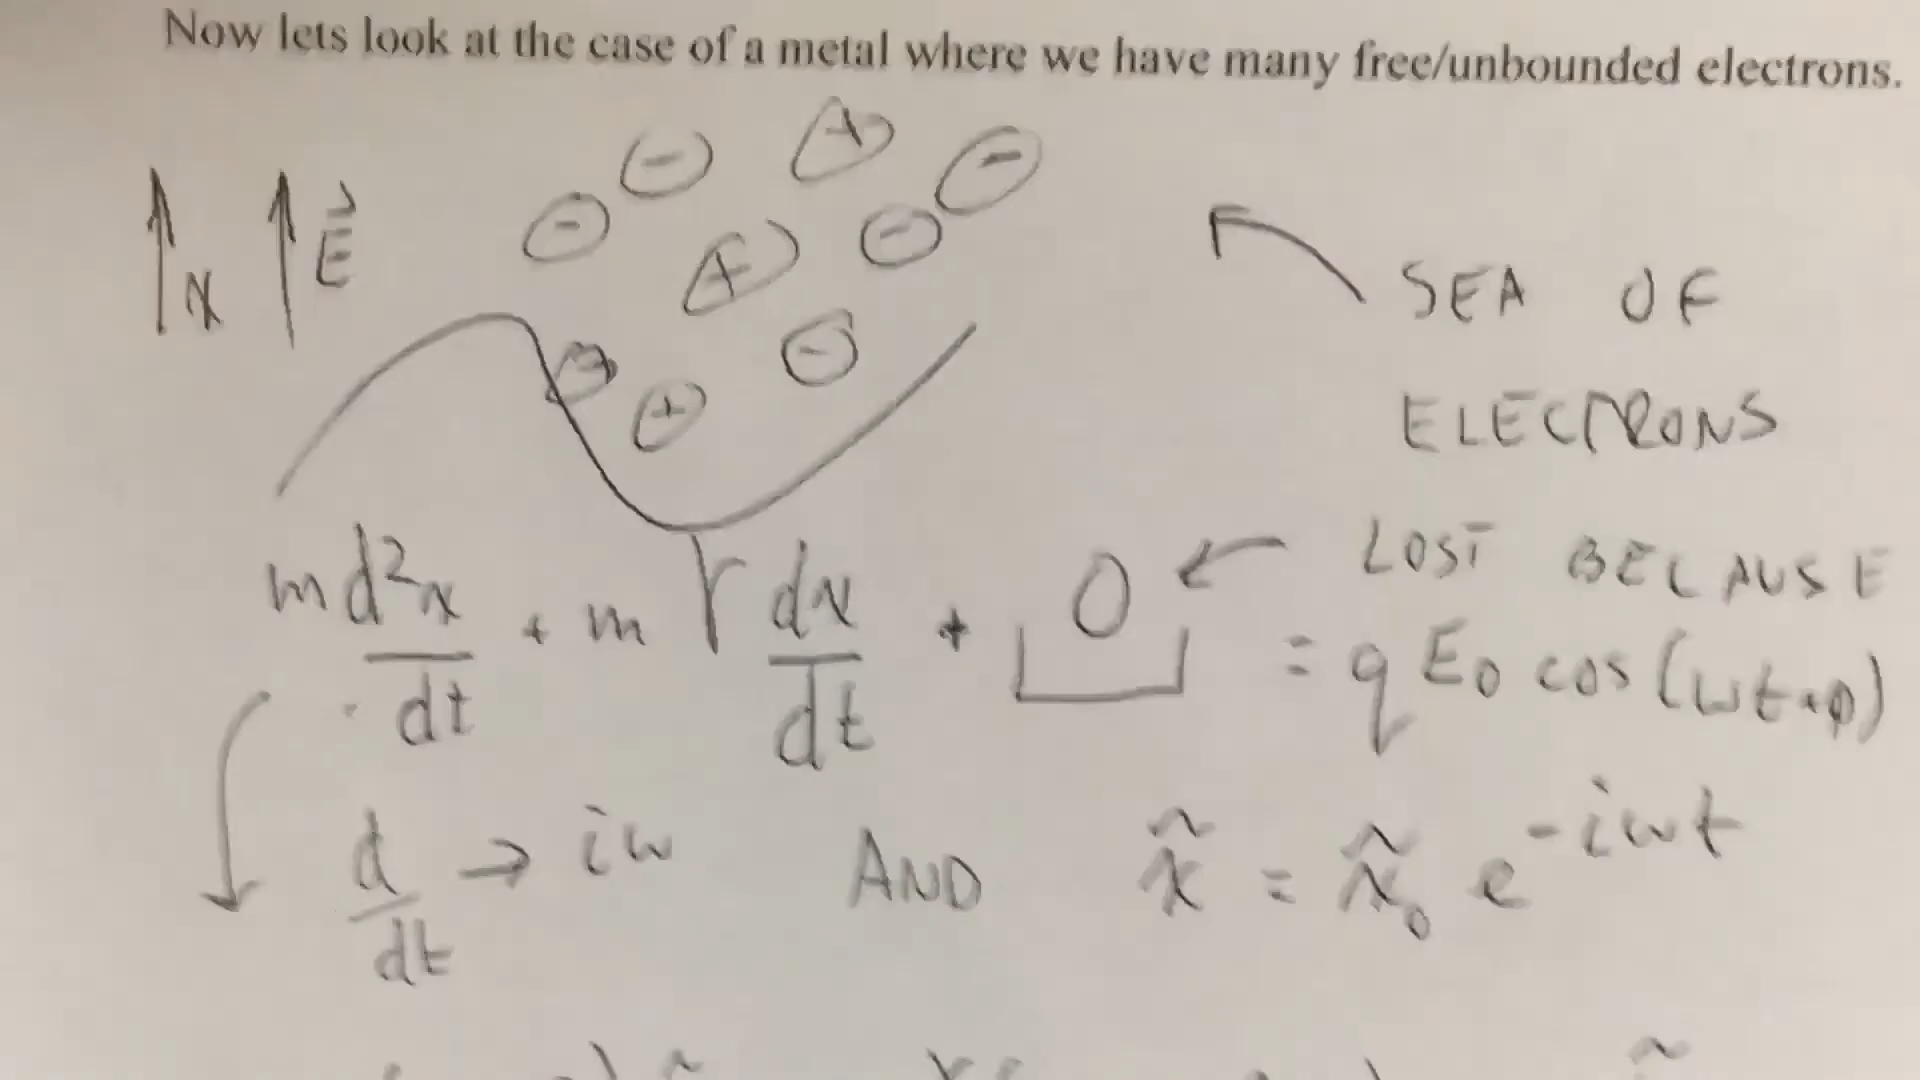 Now lets look at the case of a metal where we have many free/unbounded electrons.
x E⃗
SEA OF
ELECTRONS
LOST BECAUSE
m d²x/dt + m Γ dx/dt + 0 = q E₀ cos(ωt+φ)
d/dt → iω AND x̃ = x̃₀ e^(-iωt)